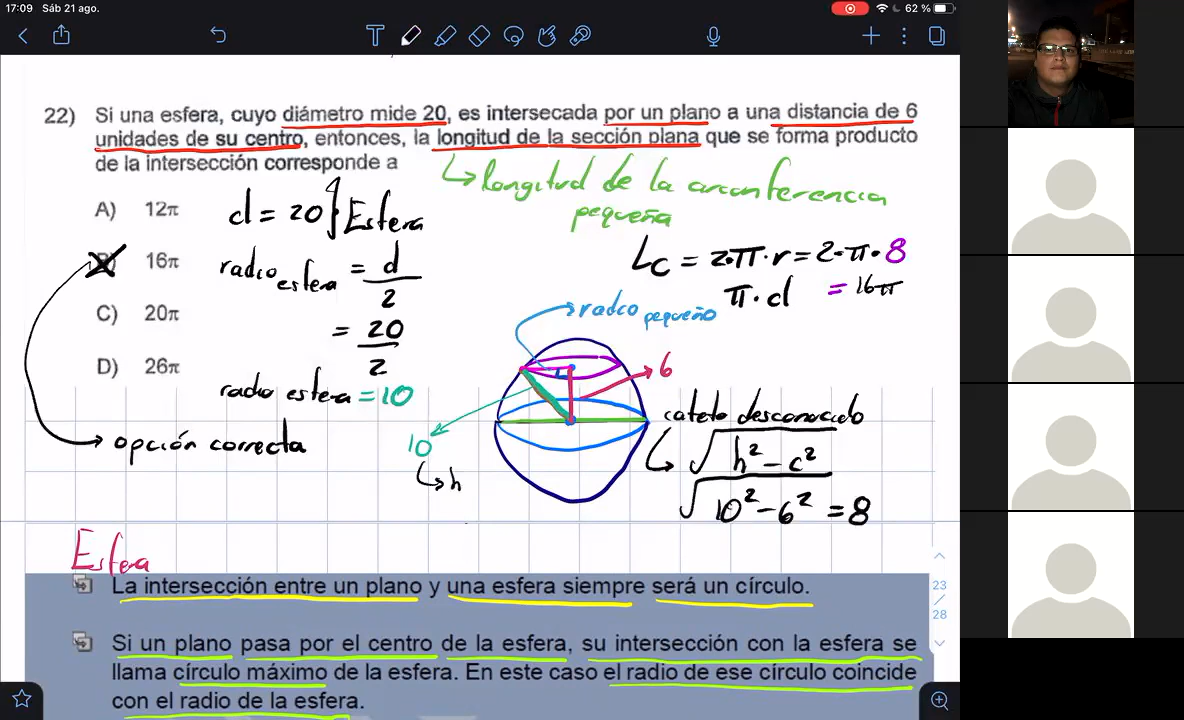 17:09 Sáb 21 ago.
62 %
22) Si una esfera, cuyo diámetro mide 20, es intersecada por un plano a una distancia de 6
unidades de su centro, entonces, la longitud de la sección plana que se forma producto
de la intersección corresponde a
↳ longitud de la circunferencia
pequeña
A) 12π
B) 16π
C) 20π
D) 26π
d = 20 } Esfera
radio esfera = d/2
= 20/2
radio esfera = 10
opción correcta
Lc = 2·π·r = 2·π·8
π·d = 16π
radio pequeño
6
10
↳ h
cateto desconocido
√h² - c²
√10² - 6² = 8
Esfera
La intersección entre un plano y una esfera siempre será un círculo.
Si un plano pasa por el centro de la esfera, su intersección con la esfera se
llama círculo máximo de la esfera. En este caso el radio de ese círculo coincide
con el radio de la esfera.
23
/
28